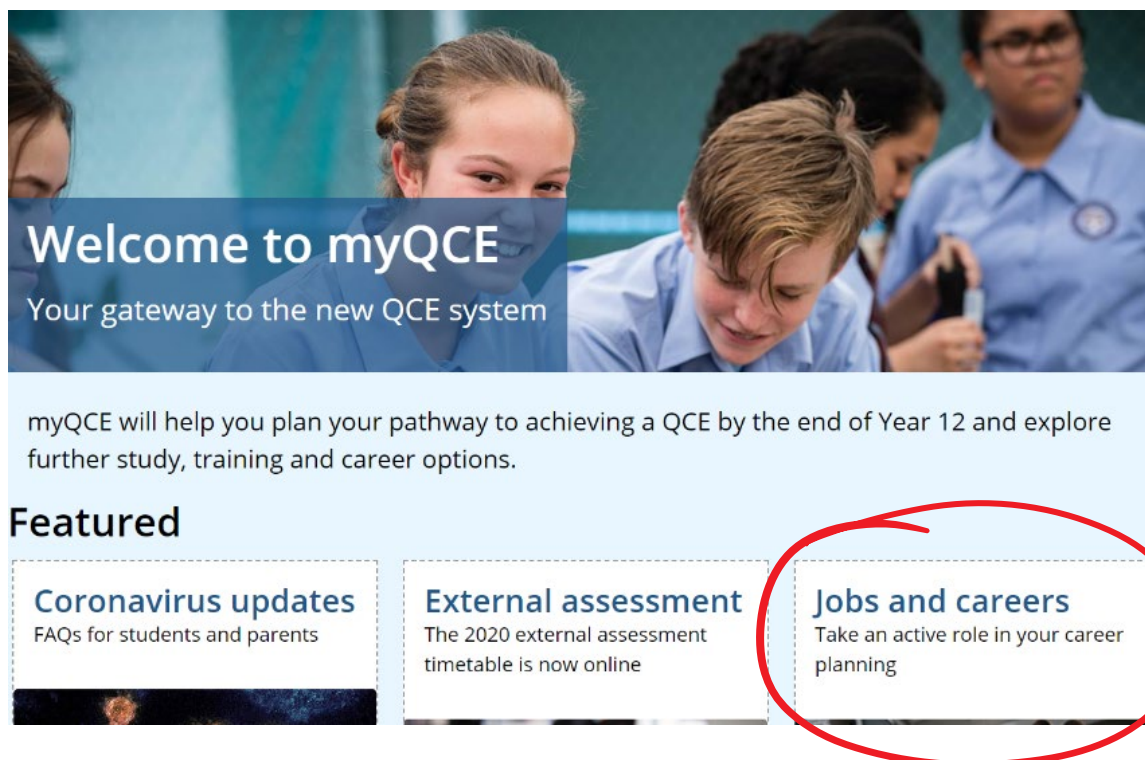 Welcome to myQCE
Your gateway to the new QCE system
myQCE will help you plan your pathway to achieving a QCE by the end of Year 12 and explore
further study, training and career options.
Featured
Coronavirus updates
FAQs for students and parents
External assessment
The 2020 external assessment
timetable is now online
Jobs and careers
Take an active role in your career
planning